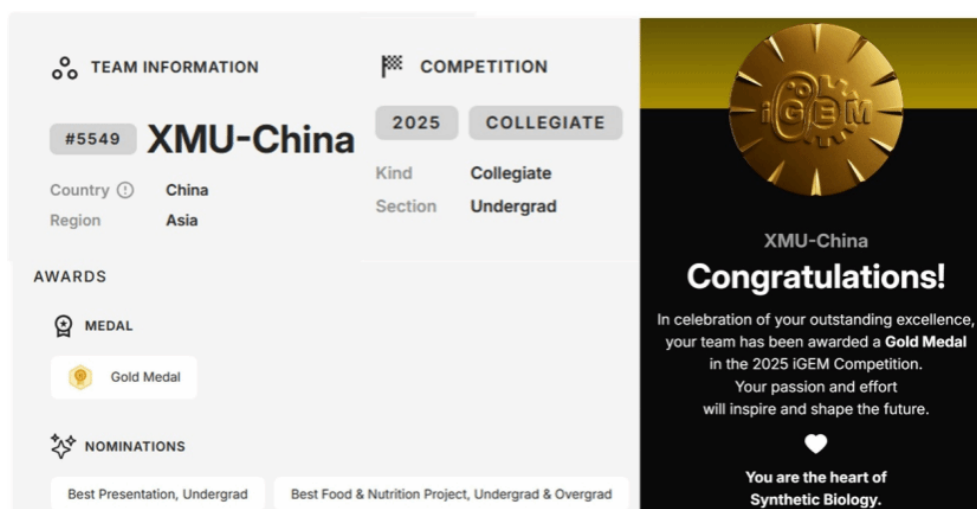 TEAM INFORMATION
#5549 XMU-China
Country China
Region Asia
COMPETITION
2025 COLLEGIATE
Kind Collegiate
Section Undergrad
AWARDS
MEDAL
Gold Medal
NOMINATIONS
Best Presentation, Undergrad
Best Food & Nutrition Project, Undergrad & Overgrad
iGEM
XMU-China
Congratulations!
In celebration of your outstanding excellence,
your team has been awarded a Gold Medal
in the 2025 iGEM Competition.
Your passion and effort
will inspire and shape the future.
You are the heart of
Synthetic Biology.